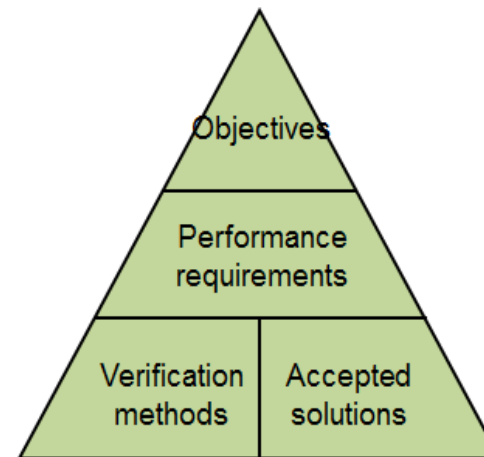 Objectives
Performance
requirements
Verification
methods
Accepted
solutions